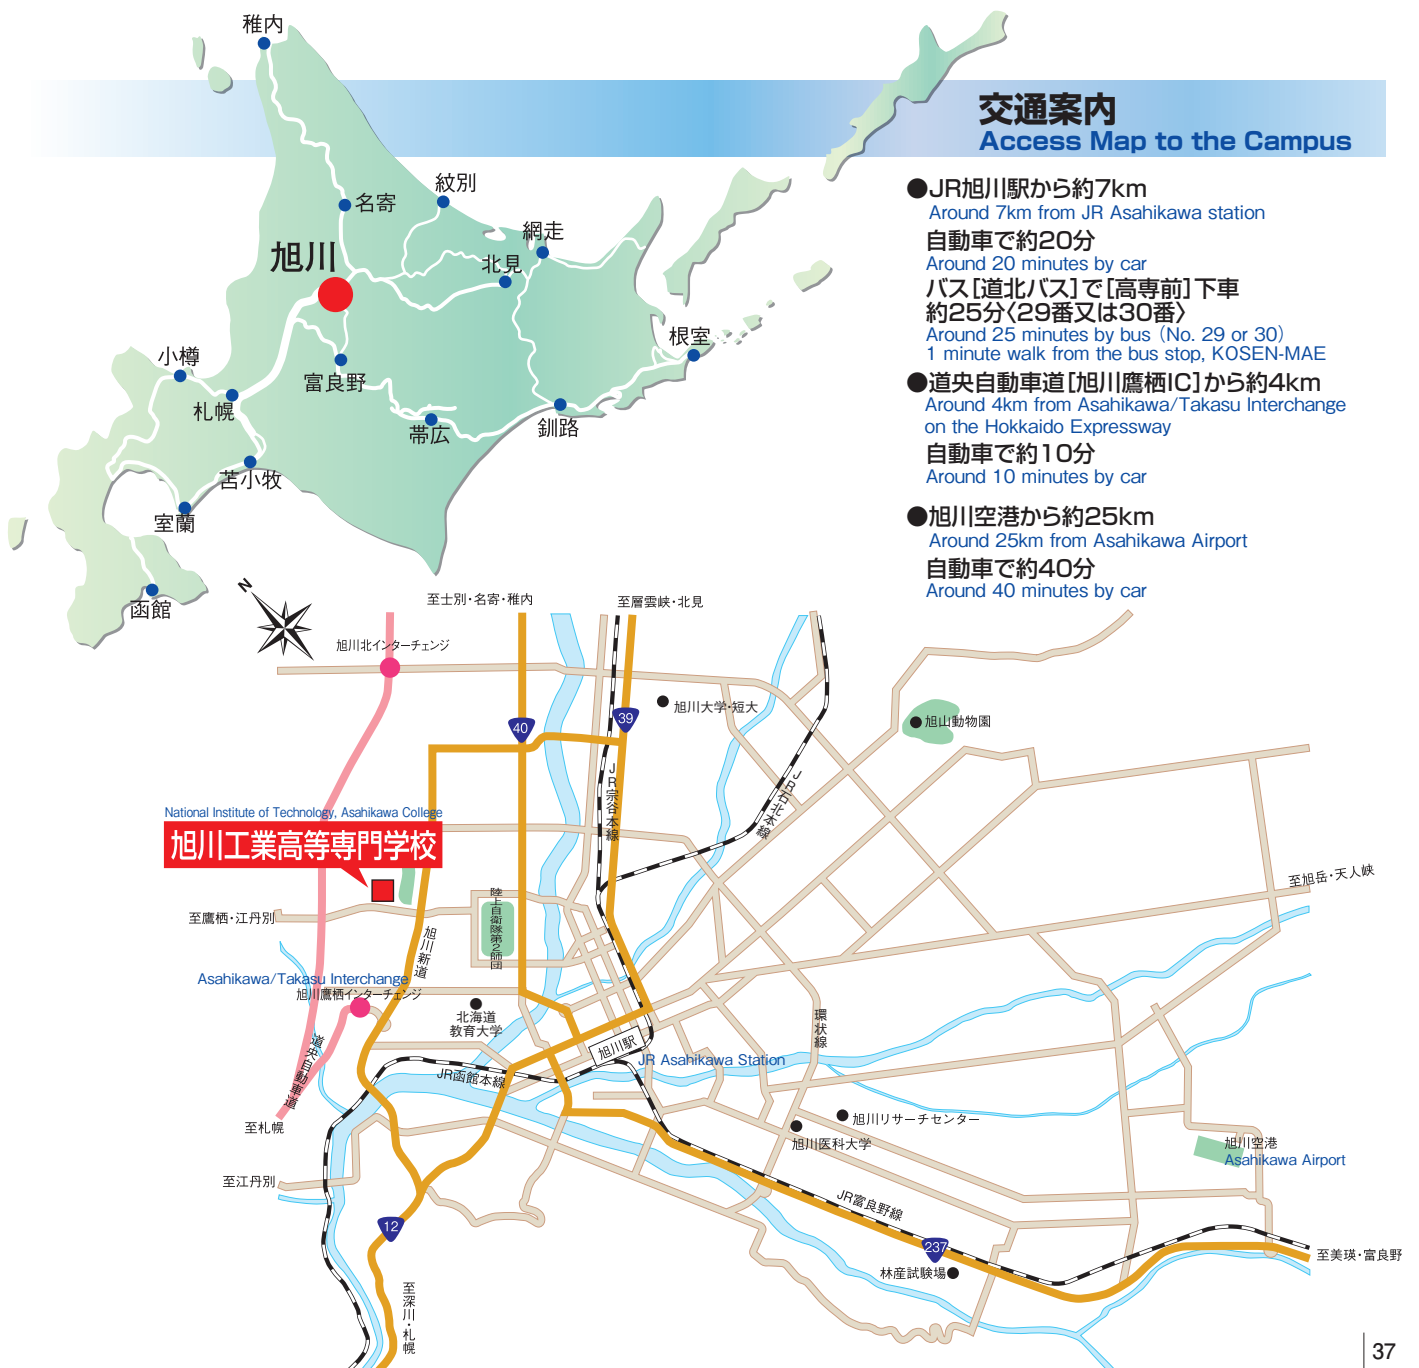 交通案内
Access Map to the Campus
●JR旭川駅から約7km
Around 7km from JR Asahikawa station
自動車で約20分
Around 20 minutes by car
バス[道北バス]で[高専前]下車
約25分〈29番又は30番〉
Around 25 minutes by bus (No. 29 or 30)
1 minute walk from the bus stop, KOSEN-MAE
●道央自動車道[旭川鷹栖IC]から約4km
Around 4km from Asahikawa/Takasu Interchange
on the Hokkaido Expressway
自動車で約10分
Around 10 minutes by car
●旭川空港から約25km
Around 25km from Asahikawa Airport
自動車で約40分
Around 40 minutes by car
稚内
名寄
紋別
網走
旭川
北見
根室
小樽
富良野
札幌
帯広
釧路
苫小牧
室蘭
函館
N
至士別・名寄・稚内
至層雲峡・北見
旭川北インターチェンジ
旭川大学・短大
旭山動物園
40
39
JR宗谷本線
JR石北本線
National Institute of Technology, Asahikawa College
旭川工業高等専門学校
至旭岳・天人峡
至鷹栖・江丹別
陸上自衛隊第2師団
旭川新道
Asahikawa/Takasu Interchange
旭川鷹栖インターチェンジ
北海道
教育大学
環状線
旭川駅
JR Asahikawa Station
道央自動車道
JR函館本線
至札幌
旭川リサーチセンター
旭川医科大学
旭川空港
Asahikawa Airport
至江丹別
JR富良野線
12
237
至美瑛・富良野
林産試験場
至深川・札幌
37